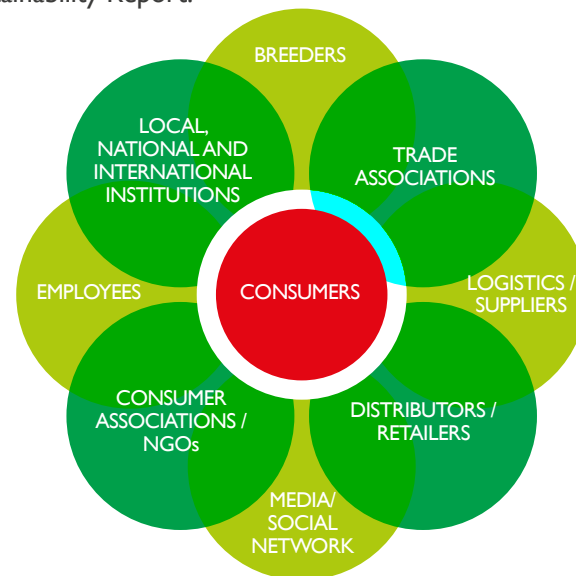 Report.
BREEDERS
LOCAL,
NATIONAL AND
INTERNATIONAL
INSTITUTIONS
TRADE
ASSOCIATIONS
EMPLOYEES
CONSUMERS
LOGISTICS /
SUPPLIERS
CONSUMER
ASSOCIATIONS /
NGOs
DISTRIBUTORS /
RETAILERS
MEDIA/
SOCIAL
NETWORK